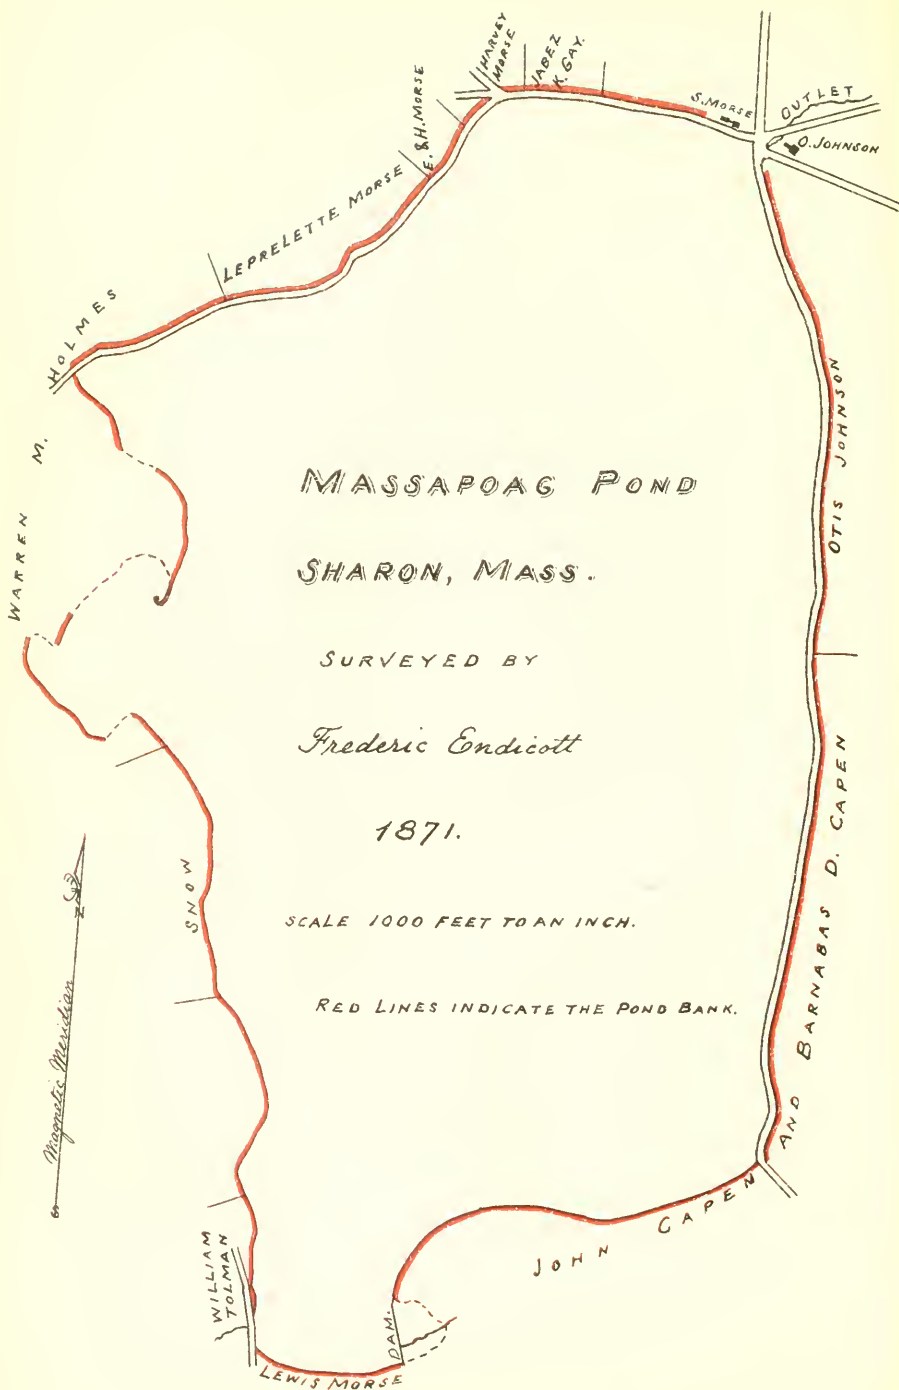 HARVEY
MORSE
JABEZ
K. GAY.
S. MORSE
OUTLET
O. JOHNSON
E. & H. MORSE
LEPRELETTE MORSE
WARREN M. HOLMES
OTIS JOHNSON
MASSAPOAG POND
SHARON, MASS.
SURVEYED BY
Frederic Endicott
1871.
SCALE 1000 FEET TO AN INCH.
RED LINES INDICATE THE POND BANK.
SNOW
N
Magnetic Meridian
S
JOHN CAPEN AND BARNABAS D. CAPEN
WILLIAM
TOLMAN
DAM.
LEWIS MORSE